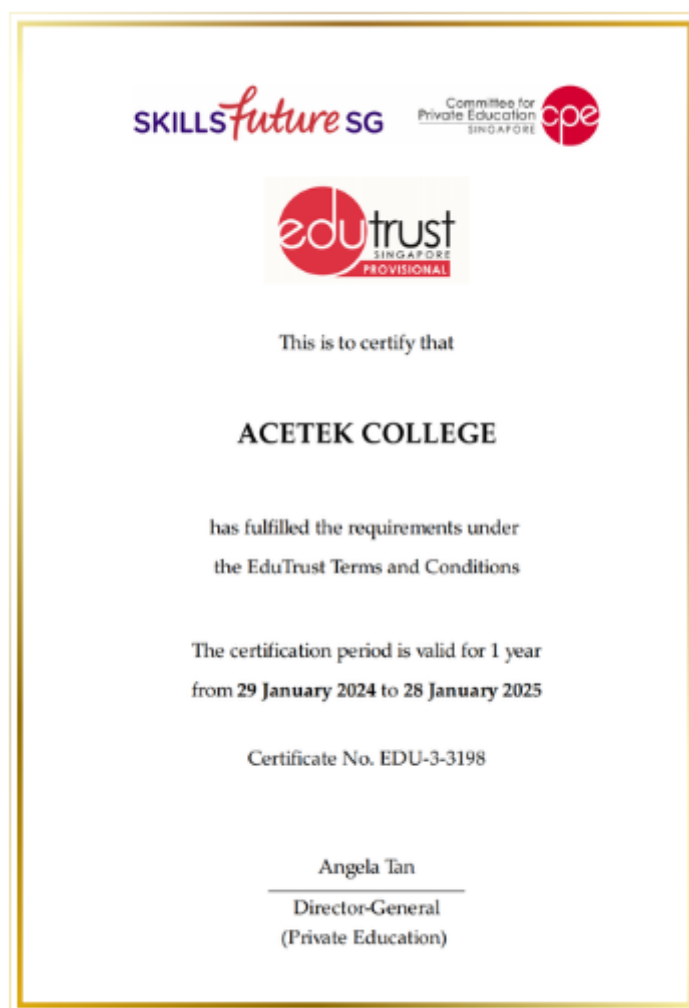 SKILLSfuture SG
Committee for
Private Education
SINGAPORE
cpe
edutrust
SINGAPORE
PROVISIONAL
This is to certify that
ACETEK COLLEGE
has fulfilled the requirements under
the EduTrust Terms and Conditions
The certification period is valid for 1 year
from 29 January 2024 to 28 January 2025
Certificate No. EDU-3-3198
Angela Tan
Director-General
(Private Education)